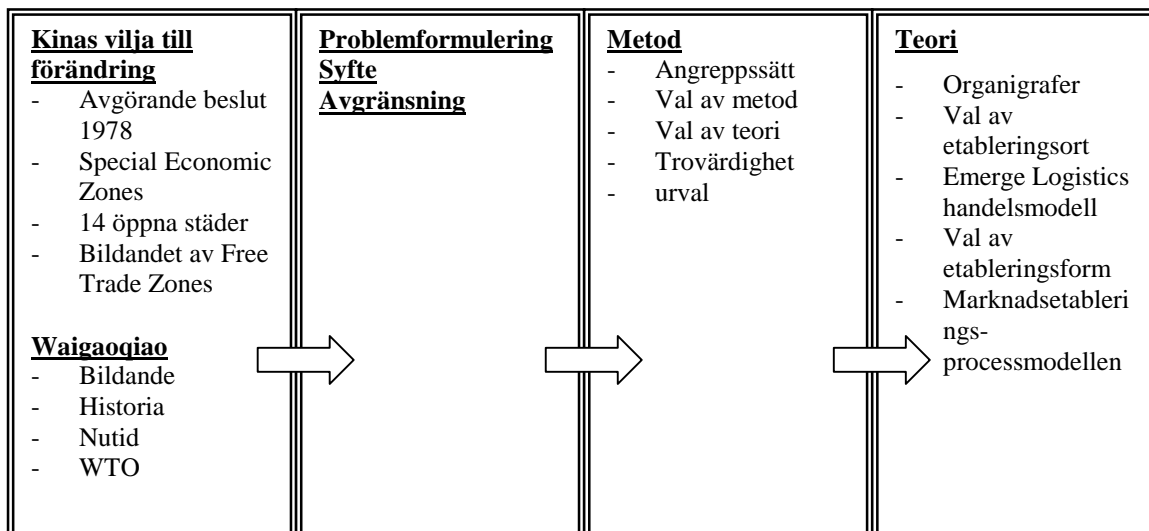 Kinas vilja till
förändring
- Avgörande beslut
1978
- Special Economic
Zones
- 14 öppna städer
- Bildandet av Free
Trade Zones
Waigaoqiao
- Bildande
- Historia
- Nutid
- WTO
Problemformulering
Syfte
Avgränsning
Metod
- Angreppssätt
- Val av metod
- Val av teori
- Trovärdighet
- urval
Teori
- Organigrafer
- Val av
etableringsort
- Emerge Logistics
handelsmodell
- Val av
etableringsform
- Marknadsetableri
ngs-
processmodellen